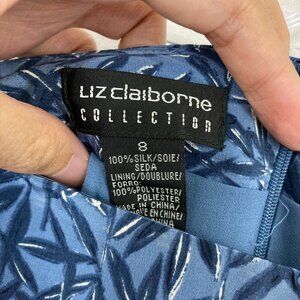 Liz claiborne
COLLECTION
8
100%SILK/SOIE/
SEDA
LINING/DOUBLURE/
FORRO:
100%POLYESTER/
POLIESTER
MADE IN CHINA/
EN CHINE/
CHINA